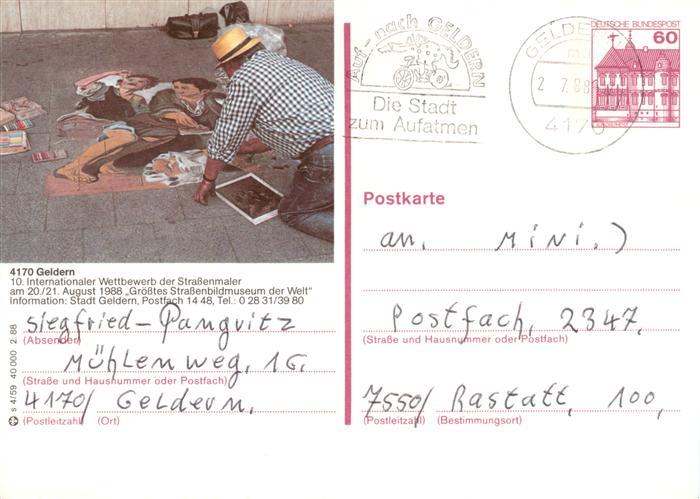 Auf - nach GELDERN
Die Stadt
zum Aufatmen
GELDERN
2.7.88
4170
DEUTSCHE BUNDESPOST
60
Postkarte
an. MiNi.)
Postfach, 2347,
(Straße und Hausnummer oder Postfach)
7550/ Rastatt, 100,
(Postleitzahl) (Bestimmungsort)
4170 Geldern
10. Internationaler Wettbewerb der Straßenmaler
am 20./21. August 1988 „Größtes Straßenbildmuseum der Welt"
Information: Stadt Geldern, Postfach 14 48, Tel.: 0 28 31/39 80
Siegfried-Pangritz
(Absender)
Mühlenweg, 16.
(Straße und Hausnummer oder Postfach)
4170/ Geldern,
(Postleitzahl) (Ort)
s 4/59 40 000 2.88